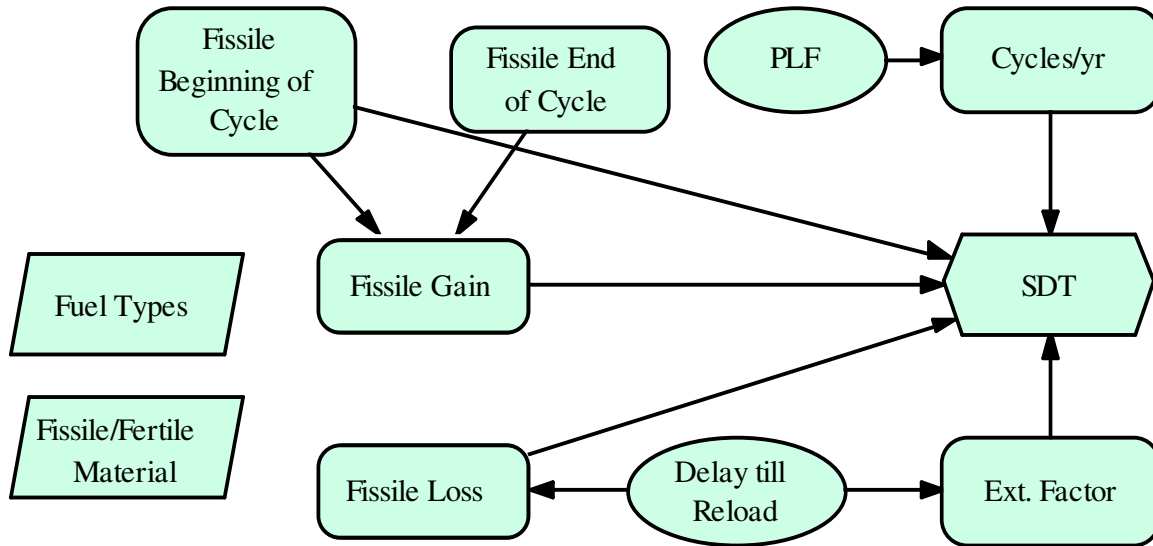 Fissile
Beginning of
Cycle
Fissile End
of Cycle
PLF
Cycles/yr
Fuel Types
Fissile Gain
SDT
Fissile/Fertile
Material
Fissile Loss
Delay till
Reload
Ext. Factor